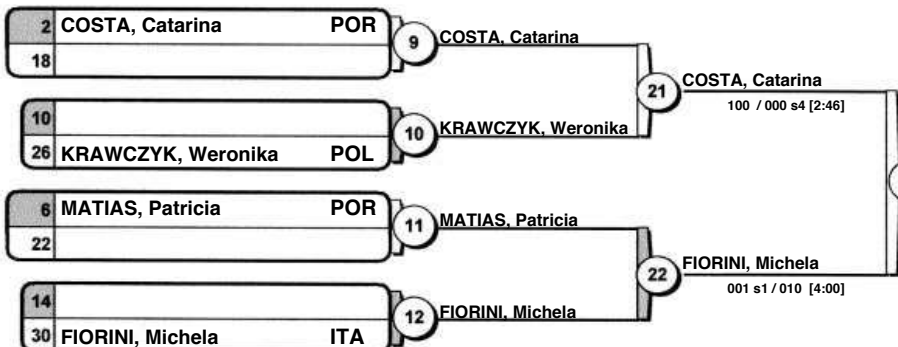 2 COSTA, Catarina POR
18
9 COSTA, Catarina
21 COSTA, Catarina
100 / 000 s4 [2:46]
10
26 KRAWCZYK, Weronika POL
10 KRAWCZYK, Weronika
6 MATIAS, Patricia POR
22
11 MATIAS, Patricia
22 FIORINI, Michela
001 s1 / 010 [4:00]
14
30 FIORINI, Michela ITA
12 FIORINI, Michela